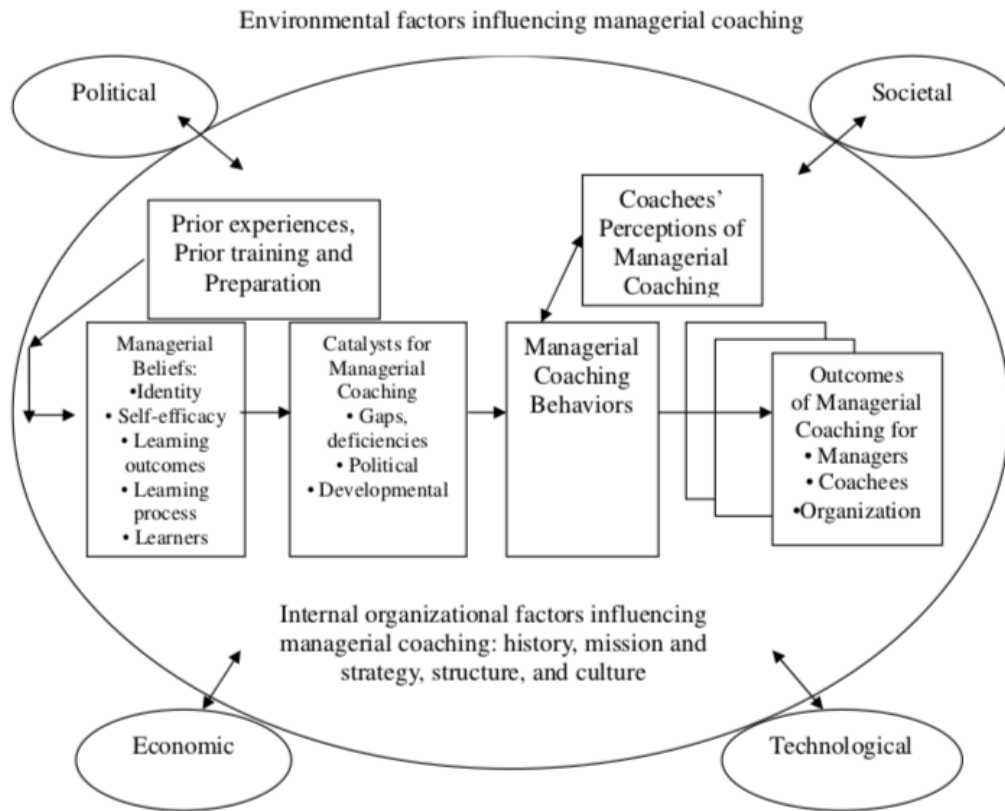 Environmental factors influencing managerial coaching
Political
Societal
Prior experiences,
Prior training and
Preparation
Coachees'
Perceptions of
Managerial
Coaching
Managerial
Beliefs:
•Identity
• Self-efficacy
• Learning
outcomes
• Learning
process
• Learners
Catalysts for
Managerial
Coaching
• Gaps,
deficiencies
• Political
• Developmental
Managerial
Coaching
Behaviors
Outcomes
of Managerial
Coaching for
• Managers
• Coachees
•Organization
Internal organizational factors influencing
managerial coaching: history, mission and
strategy, structure, and culture
Economic
Technological